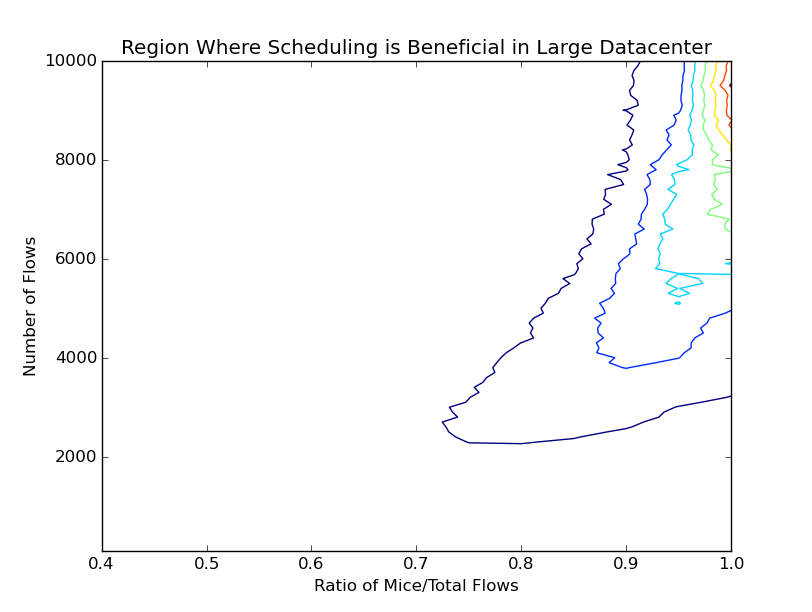 Region Where Scheduling is Beneficial in Large Datacenter
10000
8000
6000
4000
2000
Number of Flows
0.4 0.5 0.6 0.7 0.8 0.9 1.0
Ratio of Mice/Total Flows